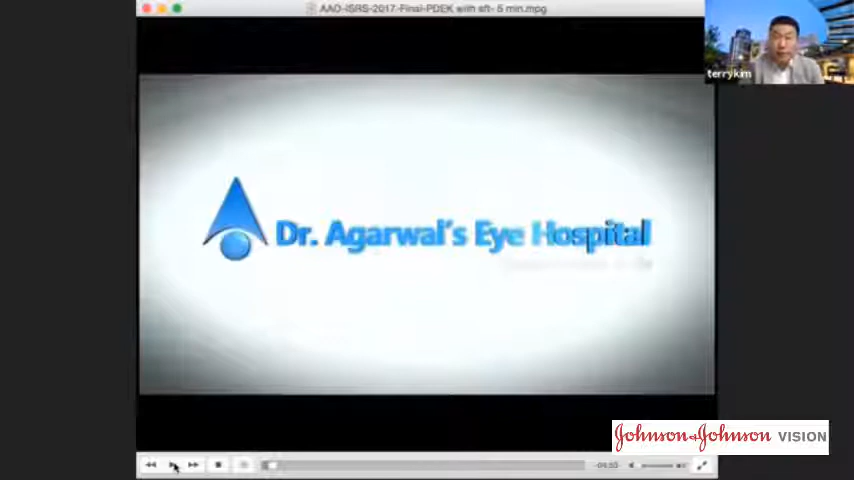 AAO-ISRS-2017-Final-PDEK with sft- 5 min.mpg
terrykim
Dr. Agarwal's Eye Hospital
Johnson & Johnson VISION